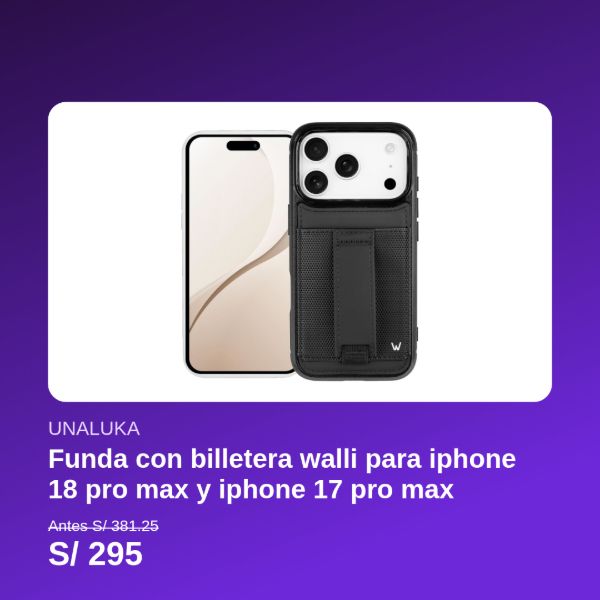 W
UNALUKA
Funda con billetera walli para iphone
18 pro max y iphone 17 pro max
Antes S/ 381.25
S/ 295